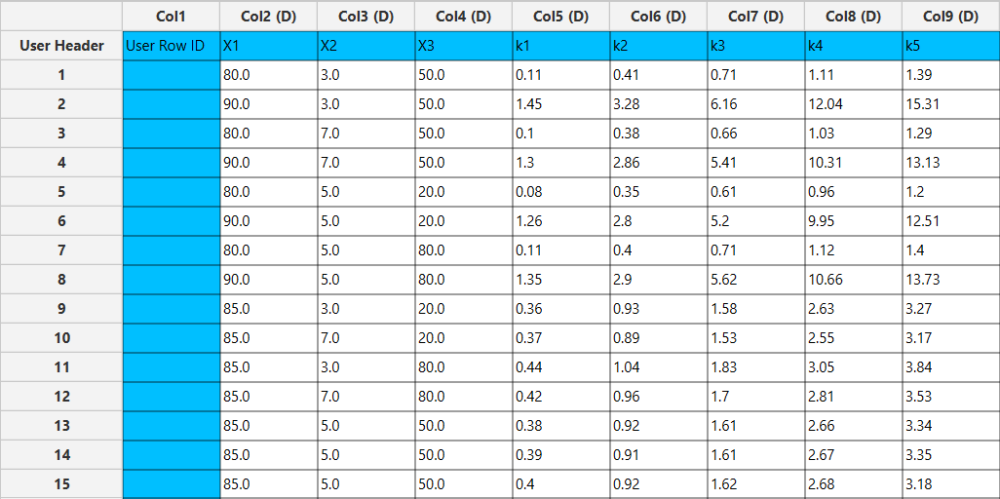 Col1 Col2 (D) Col3 (D) Col4 (D) Col5 (D) Col6 (D) Col7 (D) Col8 (D) Col9 (D)
User Header User Row ID X1 X2 X3 k1 k2 k3 k4 k5
1 80.0 3.0 50.0 0.11 0.41 0.71 1.11 1.39
2 90.0 3.0 50.0 1.45 3.28 6.16 12.04 15.31
3 80.0 7.0 50.0 0.1 0.38 0.66 1.03 1.29
4 90.0 7.0 50.0 1.3 2.86 5.41 10.31 13.13
5 80.0 5.0 20.0 0.08 0.35 0.61 0.96 1.2
6 90.0 5.0 20.0 1.26 2.8 5.2 9.95 12.51
7 80.0 5.0 80.0 0.11 0.4 0.71 1.12 1.4
8 90.0 5.0 80.0 1.35 2.9 5.62 10.66 13.73
9 85.0 3.0 20.0 0.36 0.93 1.58 2.63 3.27
10 85.0 7.0 20.0 0.37 0.89 1.53 2.55 3.17
11 85.0 3.0 80.0 0.44 1.04 1.83 3.05 3.84
12 85.0 7.0 80.0 0.42 0.96 1.7 2.81 3.53
13 85.0 5.0 50.0 0.38 0.92 1.61 2.66 3.34
14 85.0 5.0 50.0 0.39 0.91 1.61 2.67 3.35
15 85.0 5.0 50.0 0.4 0.92 1.62 2.68 3.18